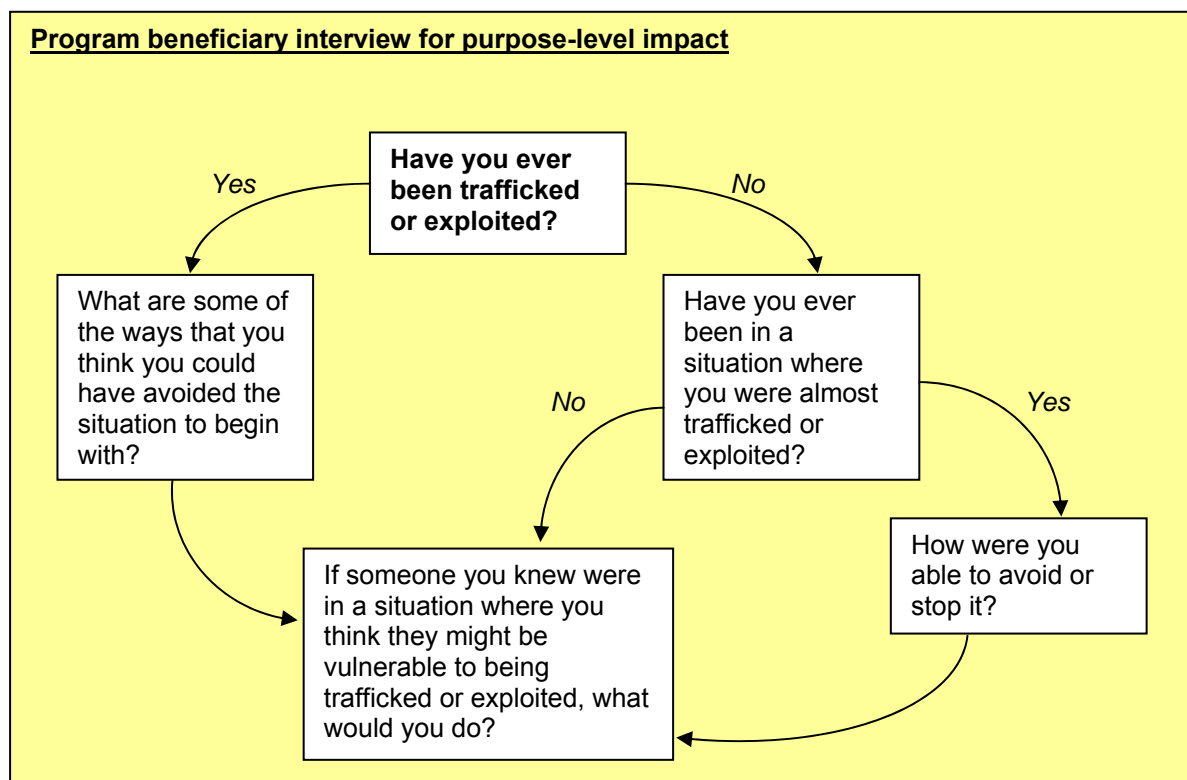 Program beneficiary interview for purpose-level impact
Have you ever
been trafficked
or exploited?
Yes
No
What are some of
the ways that you
think you could
have avoided the
situation to begin
with?
Have you ever
been in a
situation where
you were almost
trafficked or
exploited?
No
Yes
If someone you knew were
in a situation where you
think they might be
vulnerable to being
trafficked or exploited, what
would you do?
How were you
able to avoid or
stop it?